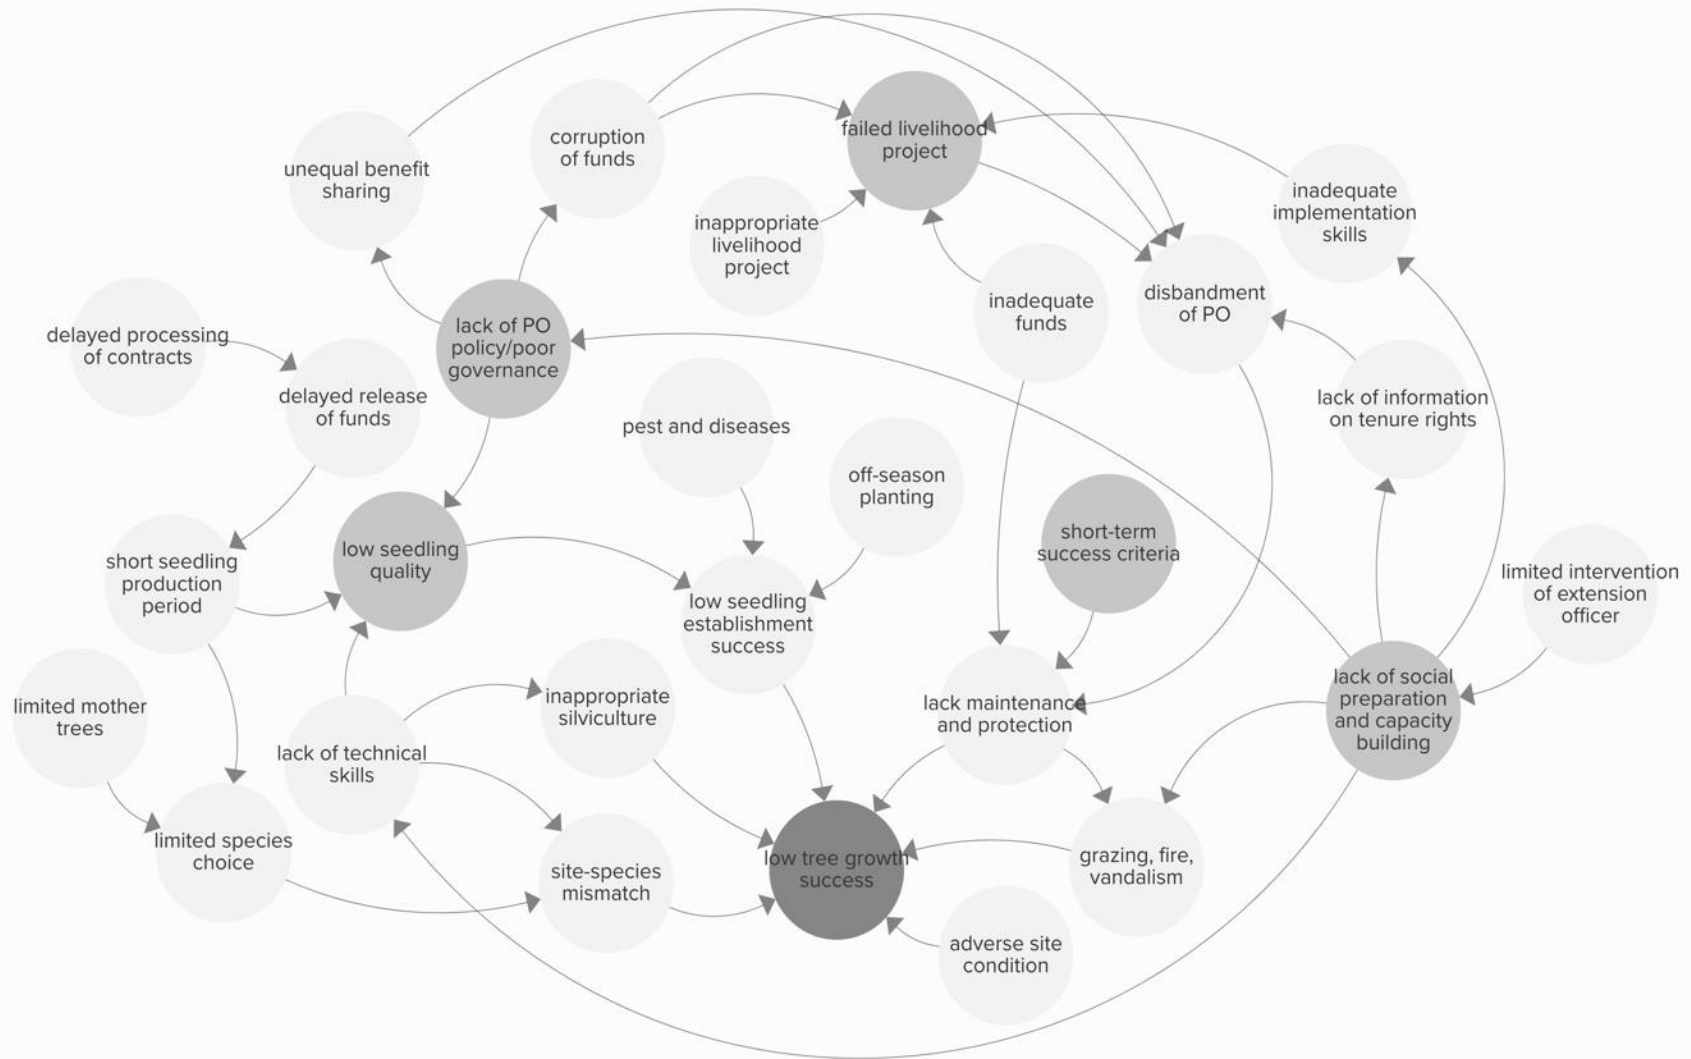 corruption
of funds
failed livelihood
project
unequal benefit
sharing
inadequate
implementation
skills
inappropriate
livelihood
project
inadequate
funds
disbandment
of PO
delayed processing
of contracts
lack of PO
policy/poor
governance
delayed release
of funds
lack of information
on tenure rights
pest and diseases
off-season
planting
short-term
success criteria
low seedling
quality
short seedling
production
period
limited intervention
of extension
officer
low seedling
establishment
success
lack of social
preparation
and capacity
building
inappropriate
silviculture
lack maintenance
and protection
limited mother
trees
lack of technical
skills
limited species
choice
site-species
mismatch
low tree growth
success
grazing, fire,
vandalism
adverse site
condition